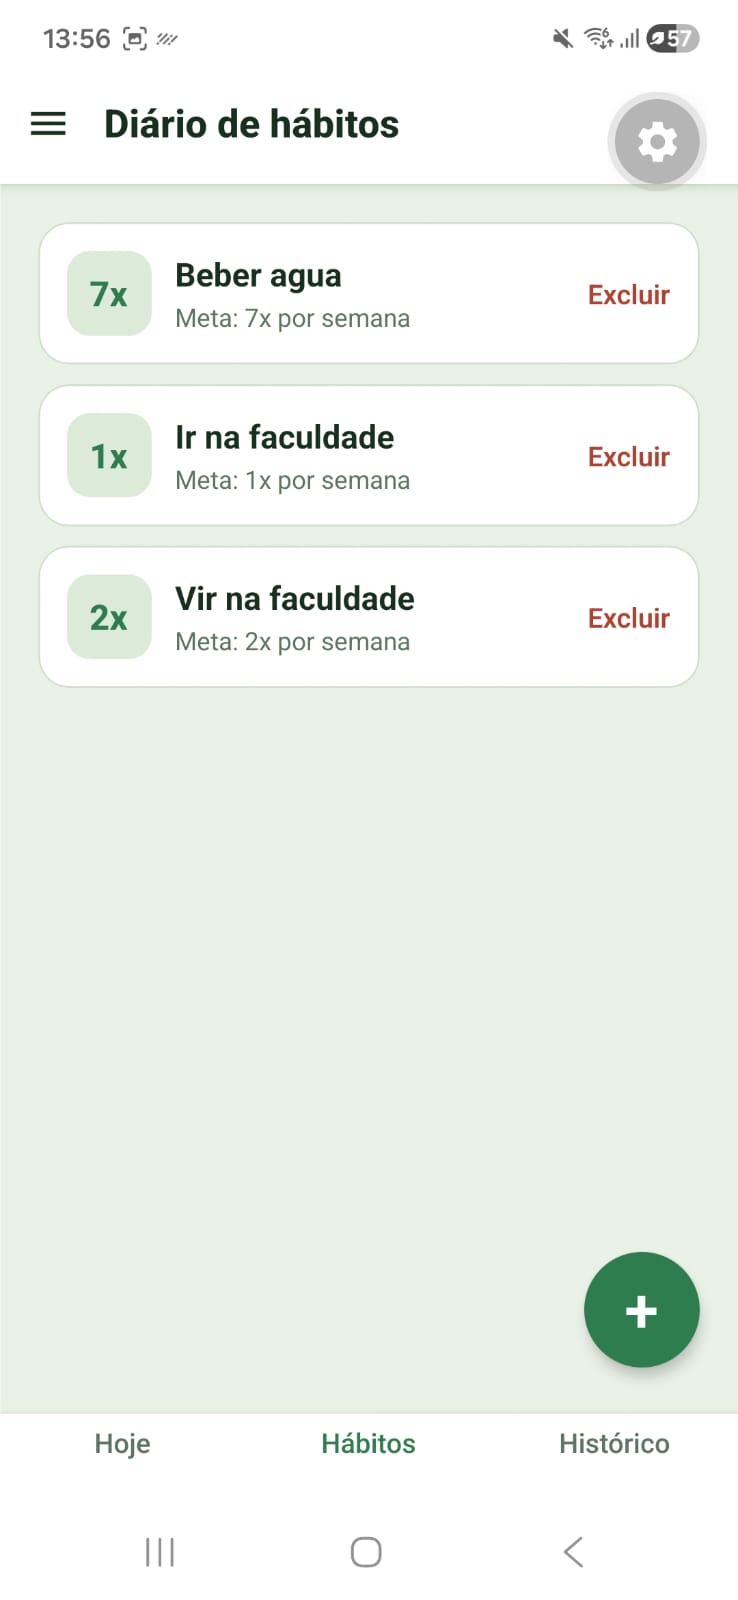 13:56
57
Diário de hábitos
7x
Beber agua
Meta: 7x por semana
Excluir
1x
Ir na faculdade
Meta: 1x por semana
Excluir
2x
Vir na faculdade
Meta: 2x por semana
Excluir
+
Hoje
Hábitos
Histórico